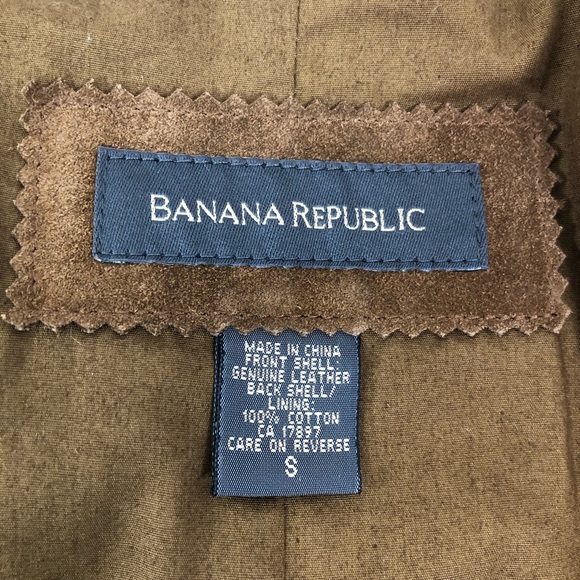 BANANA REPUBLIC
MADE IN CHINA
FRONT SHELL:
GENUINE LEATHER
BACK SHELL/
LINING:
100% COTTON
CA 17897
CARE ON REVERSE
S